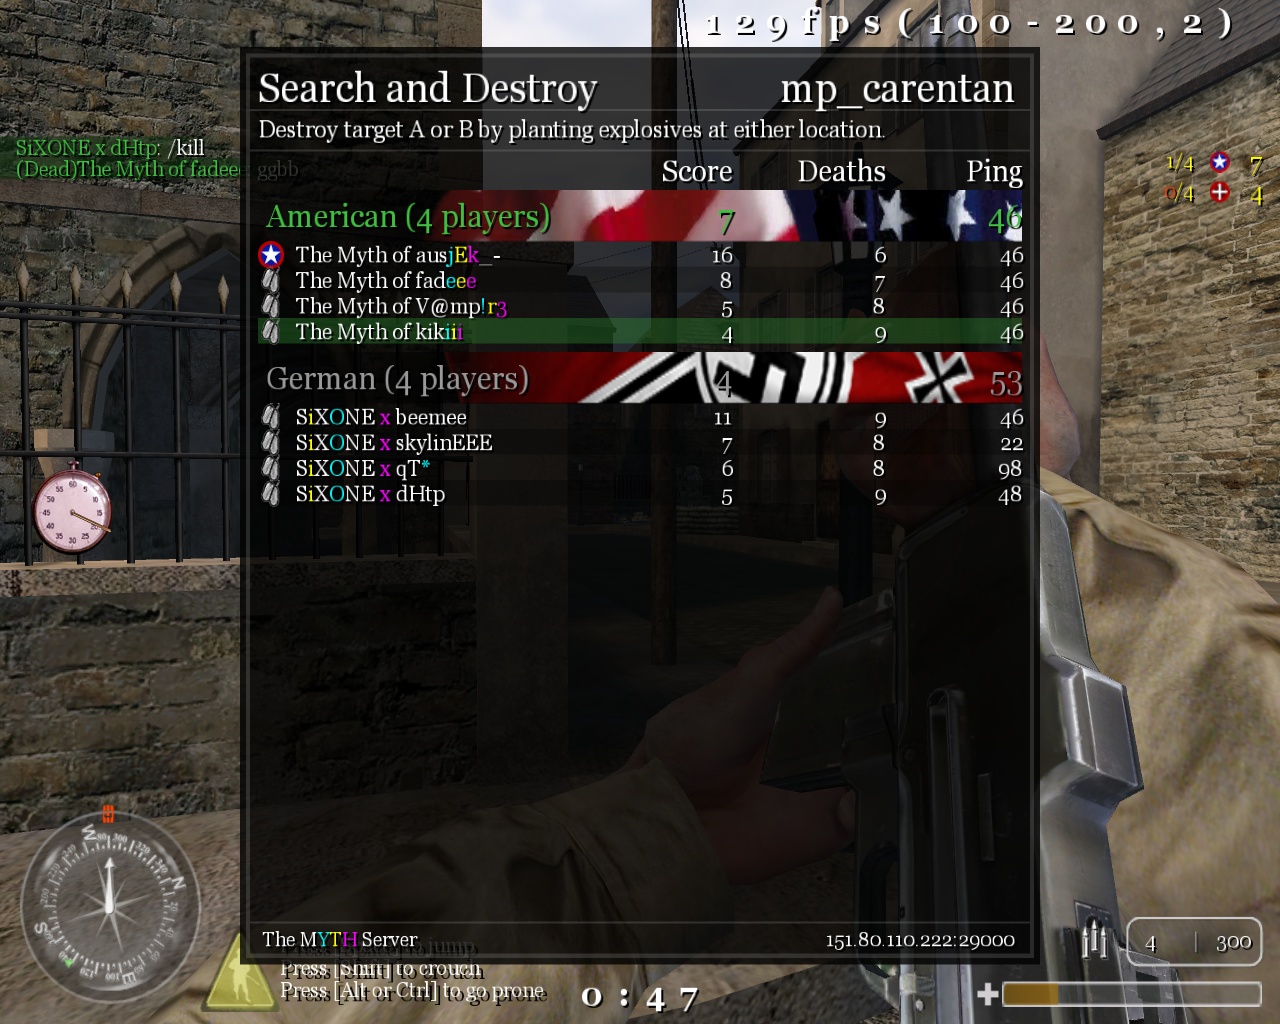 129fps(100-200,2)
Search and Destroy mp_carentan
Destroy target A or B by planting explosives at either location.
SiXONE x dHtp: /kill
(Dead)The Myth of fadeee: ggbb
1/4 7
0/4 4
Score Deaths Ping
American (4 players) 7 46
The Myth of ausjEk_- 16 6 46
The Myth of fadeee 8 7 46
The Myth of V@mp!r3 5 8 46
The Myth of kikiii 4 9 46
German (4 players) 4 53
SiXONE x beemee 11 9 46
SiXONE x skylinEEE 7 8 22
SiXONE x qT* 6 8 98
SiXONE x dHtp 5 9 48
The MYTH Server 151.80.110.222:29000
jump
Press [Shift] to crouch
Press [Alt or Ctrl] to go prone
0:47
4 | 300